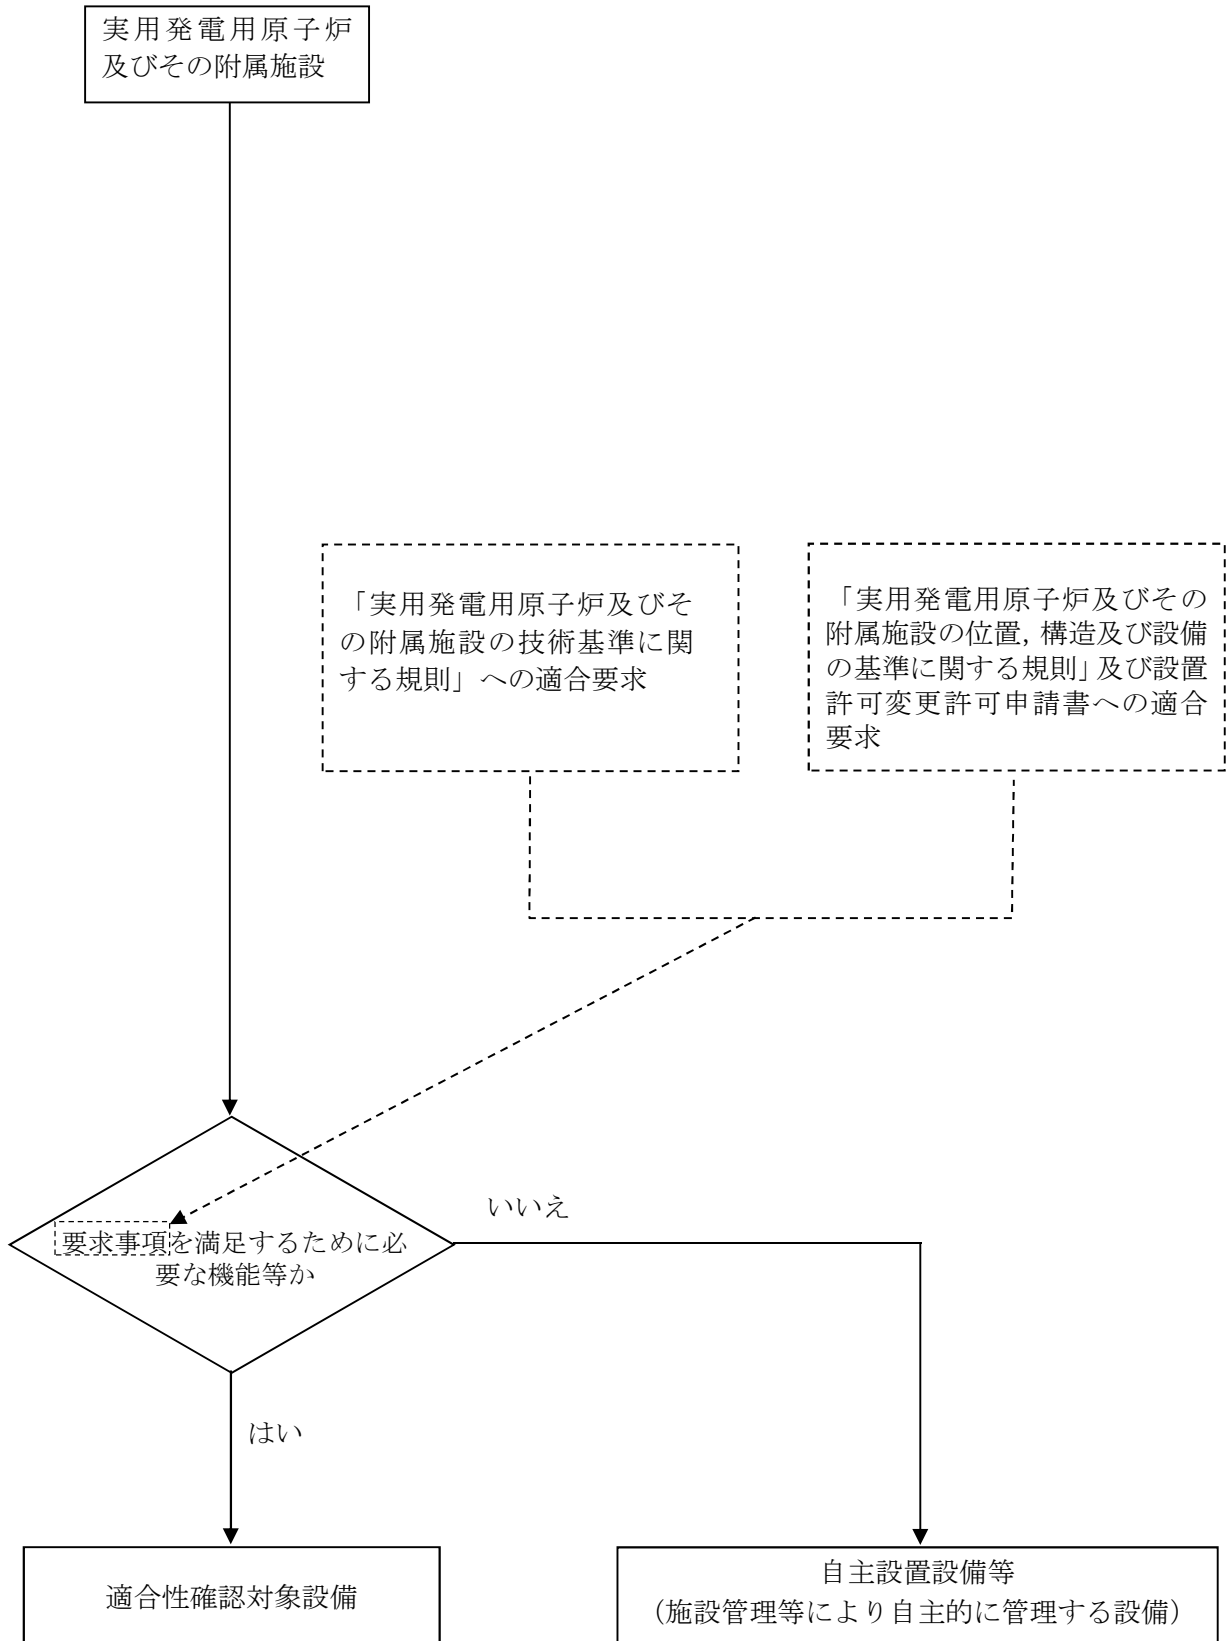 実用発電用原子炉
及びその附属施設
「実用発電用原子炉及びそ
の附属施設の技術基準に関
する規則」への適合要求
「実用発電用原子炉及びその
附属施設の位置,構造及び設備
の基準に関する規則」及び設置
許可変更許可申請書への適合
要求
いいえ
要求事項を満足するために必
要な機能等か
はい
適合性確認対象設備
自主設置設備等
(施設管理等により自主的に管理する設備)